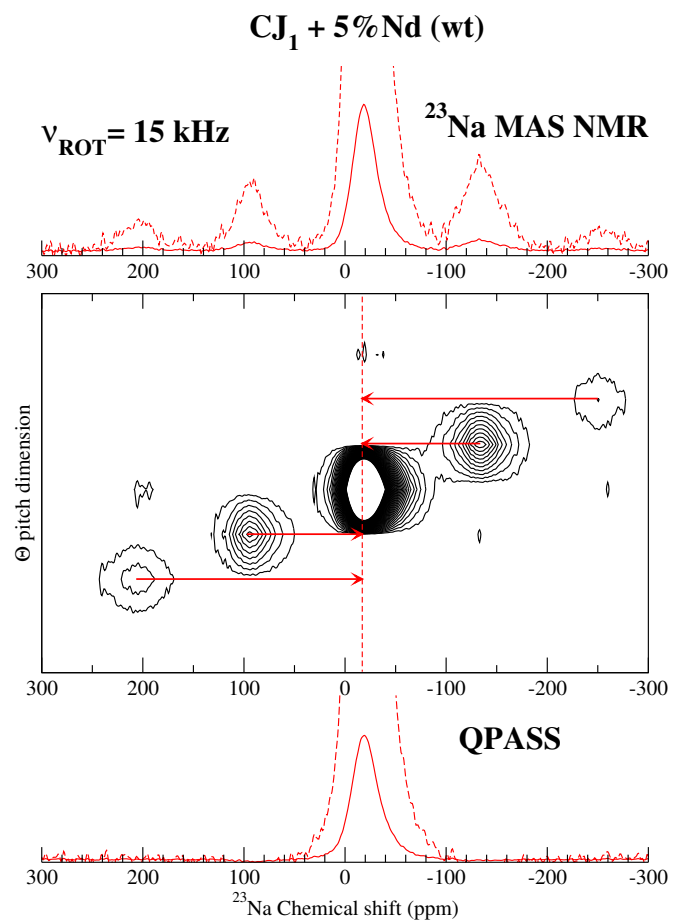 CJ1 + 5%Nd (wt)
νROT= 15 kHz
23Na MAS NMR
300 200 100 0 -100 -200 -300
Θ pitch dimension
300 200 100 0 -100 -200 -300
QPASS
300 200 100 0 -100 -200 -300
23Na Chemical shift (ppm)